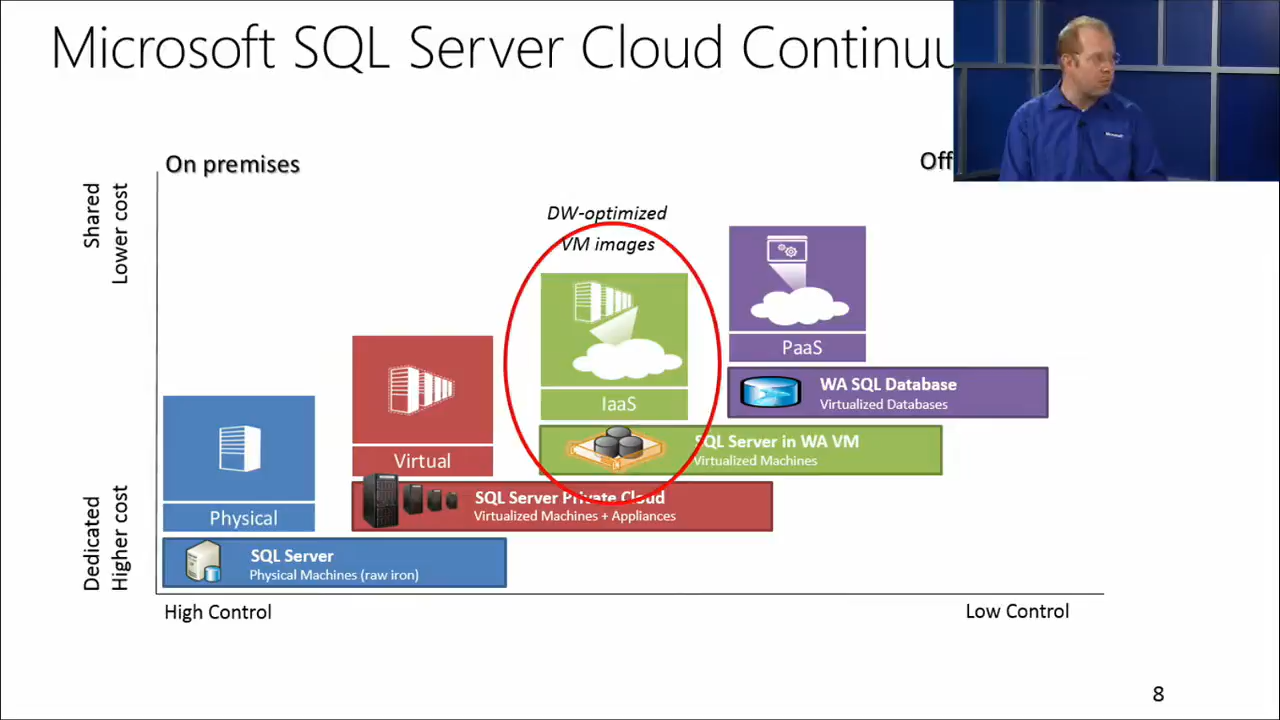 Microsoft SQL Server Cloud
On premises
Shared
Lower cost
DW-optimized
VM images
PaaS
WA SQL Database
Virtualized Databases
IaaS
SQL Server in WA VM
Virtualized Machines
Virtual
SQL Server Private Cloud
Virtualized Machines + Appliances
Physical
SQL Server
Physical Machines (raw iron)
Dedicated
Higher cost
High Control
Low Control
8
Microsoft